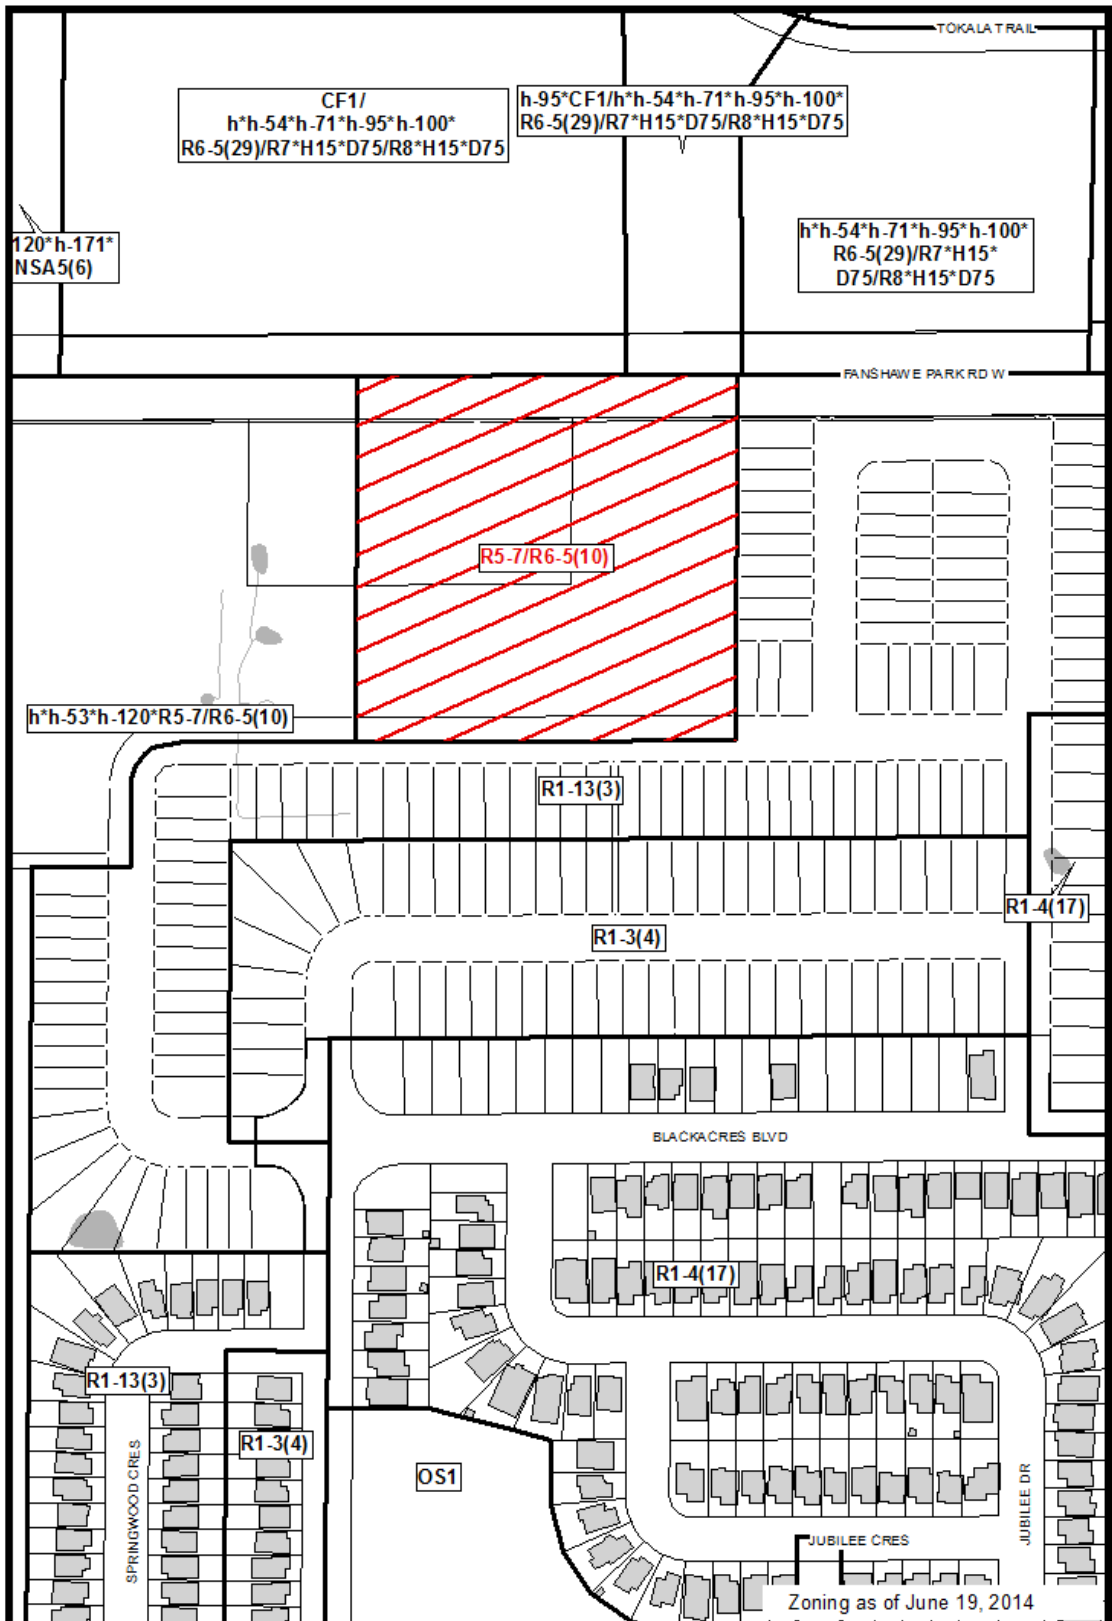 TOKALA TRAIL
CF1/
h*h-54*h-71*h-95*h-100*
R6-5(29)/R7*H15*D75/R8*H15*D75
h-95*CF1/h*h-54*h-71*h-95*h-100*
R6-5(29)/R7*H15*D75/R8*H15*D75
120*h-171*
NSA5(6)
h*h-54*h-71*h-95*h-100*
R6-5(29)/R7*H15*
D75/R8*H15*D75
FANSHAWE PARK RD W
R5-7/R6-5(10)
h*h-53*h-120*R5-7/R6-5(10)
R1-13(3)
R1-4(17)
R1-3(4)
BLACKACRES BLVD
R1-4(17)
R1-13(3)
R1-3(4)
OS1
SPRINGWOOD CRES
JUBILEE DR
JUBILEE CRES
Zoning as of June 19, 2014